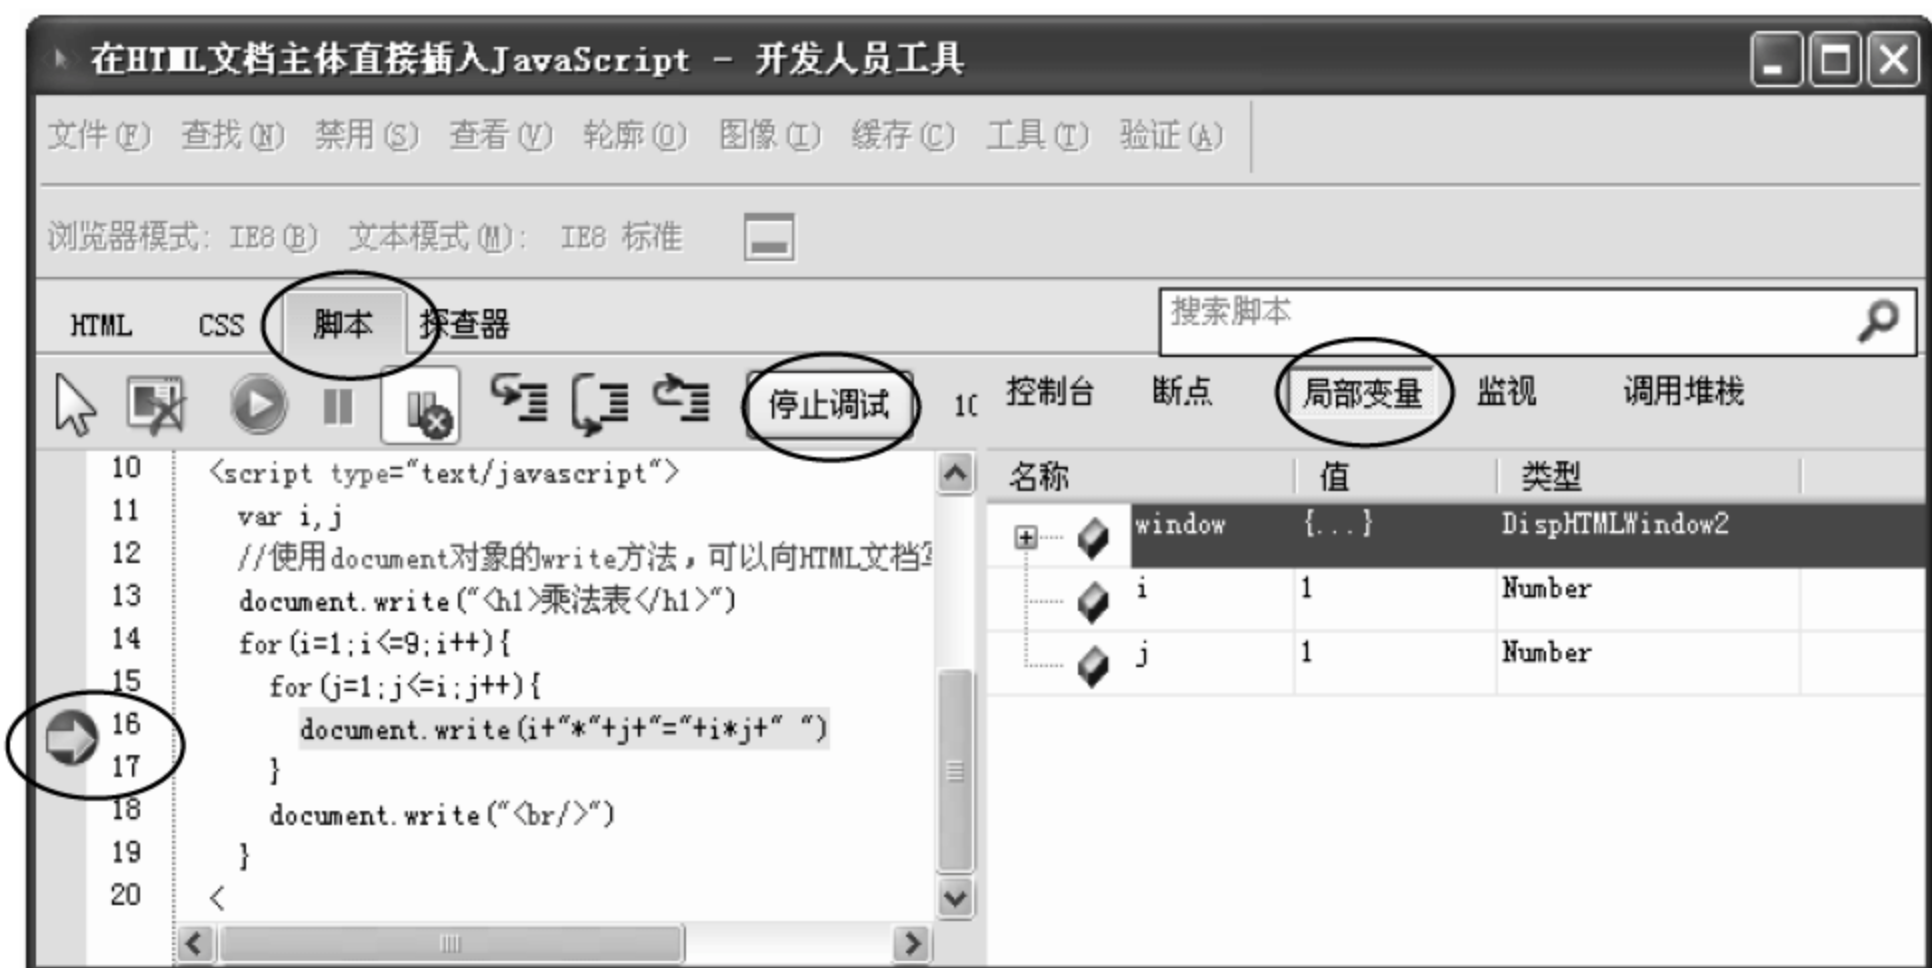 在HTML文档主体直接插入JavaScript - 开发人员工具
文件(F) 查找(N) 禁用(S) 查看(V) 轮廓(O) 图像(I) 缓存(C) 工具(T) 验证(A)
浏览器模式: IE8(B) 文本模式(M): IE8 标准
HTML CSS 脚本 探查器 搜索脚本
停止调试 10 控制台 断点 局部变量 监视 调用堆栈
名称 值 类型
window {...} DispHTMLWindow2
i 1 Number
j 1 Number
10 <script type="text/javascript">
11 var i,j
12 //使用document对象的write方法，可以向HTML文档
13 document.write("<h1>乘法表</h1>")
14 for(i=1;i<=9;i++){
15 for(j=1;j<=i;j++){
16 document.write(i+"*"+j+"="+i*j+" ")
17 }
18 document.write("<br/>")
19 }
20 <